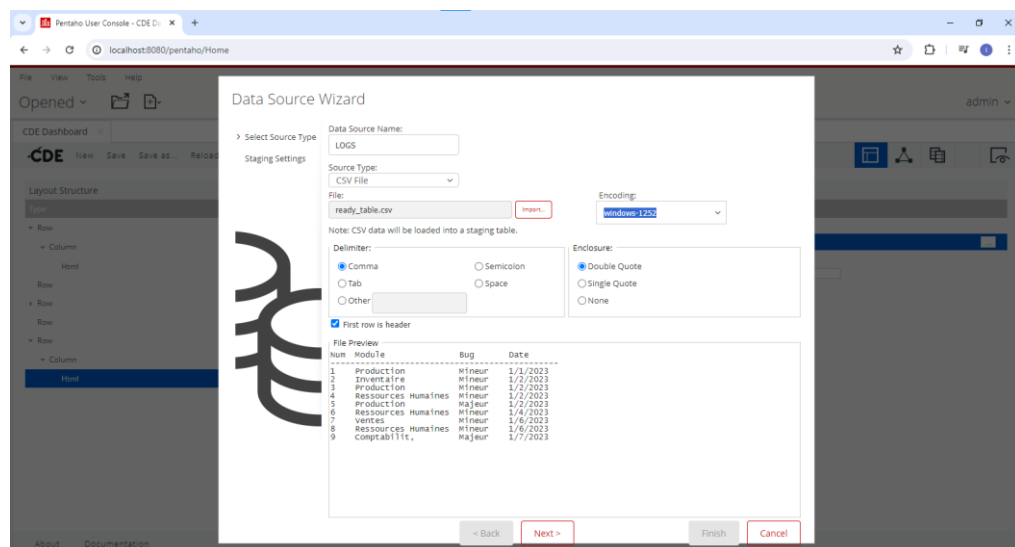 Pentaho User Console - CDE Da
localhost:8080/pentaho/Home
File View Tools Help
Opened
admin
CDE Dashboard
CDE New Save Save as... Reload
Layout Structure
Type
Row
Column
Html
Row
Row
Row
Row
Column
Html
Data Source Wizard
> Select Source Type
Staging Settings
Data Source Name:
LOGS
Source Type:
CSV File
File:
Encoding:
ready_table.csv Import... windows-1252
Note: CSV data will be loaded into a staging table.
Delimiter: Enclosure:
Comma Semicolon Double Quote
Tab Space Single Quote
Other None
First row is header
File Preview
Num Module Bug Date
1 Production Mineur 1/1/2023
2 Inventaire Mineur 1/2/2023
3 Production Mineur 1/2/2023
4 Ressources Humaines Mineur 1/2/2023
5 Production Majeur 1/2/2023
6 Ressources Humaines Mineur 1/4/2023
7 Ventes Mineur 1/6/2023
8 Ressources Humaines Mineur 1/6/2023
9 Comptabilit, Majeur 1/7/2023
< Back Next > Finish Cancel
About Documentation